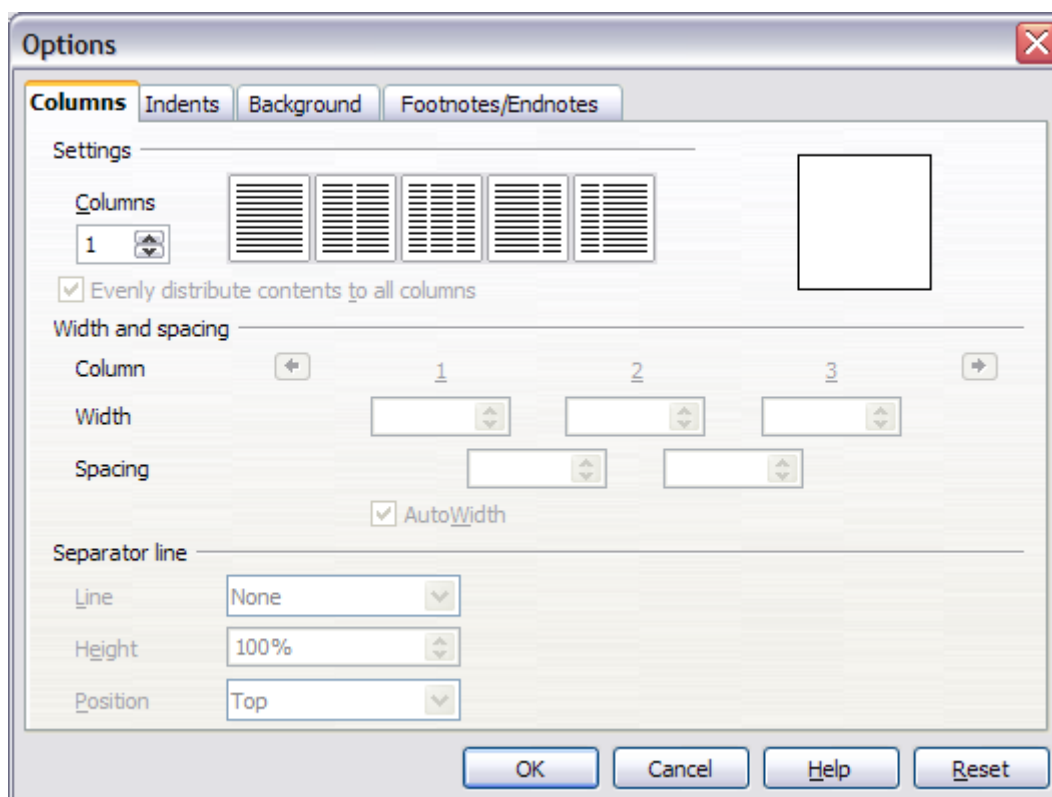 Options
Columns Indents Background Footnotes/Endnotes
Settings
Columns
1
Evenly distribute contents to all columns
Width and spacing
Column 1 2 3
Width
Spacing
AutoWidth
Separator line
Line None
Height 100%
Position Top
OK Cancel Help Reset